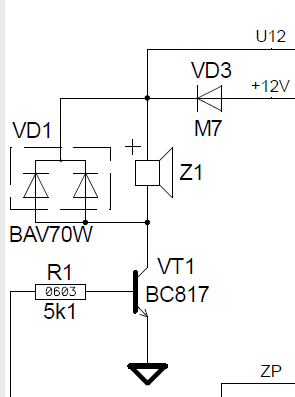 U12
VD3
+12V
M7
VD1
+
Z1
BAV70W
R1
VT1
0603
BC817
5k1
ZP